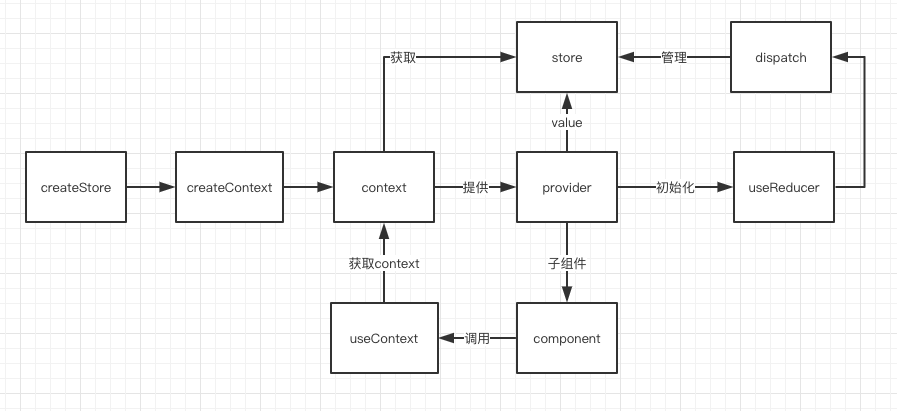 获取
store
管理
dispatch
value
createStore
createContext
context
提供
provider
初始化
useReducer
获取context
子组件
useContext
调用
component